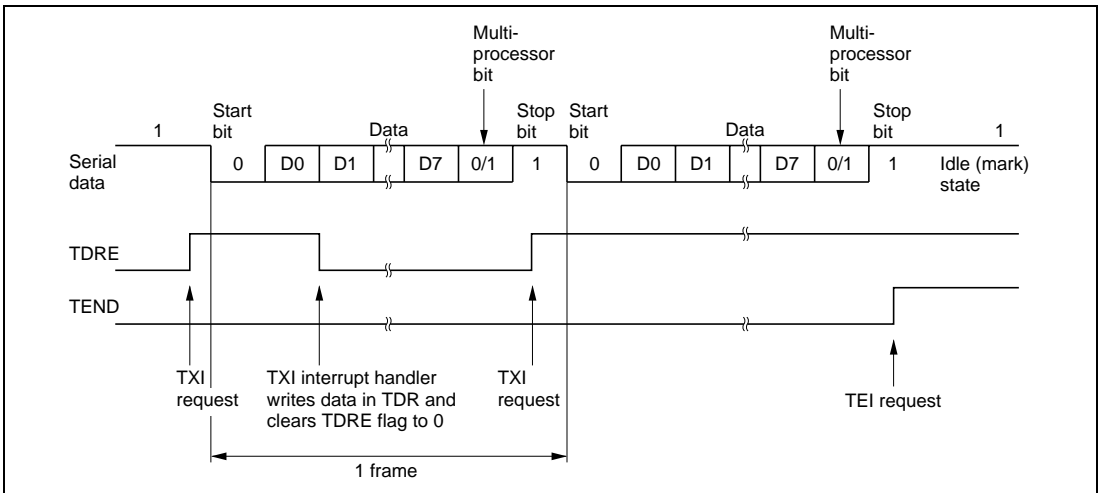 Multi-
processor
bit
Multi-
processor
bit
1
Start
bit
Data
Stop
bit
Start
bit
Data
Stop
bit
1
Serial
data
0 D0 D1 D7 0/1 1 0 D0 D1 D7 0/1 1
Idle (mark)
state
TDRE
TEND
TXI
request
TXI interrupt handler
writes data in TDR and
clears TDRE flag to 0
TXI
request
TEI request
1 frame